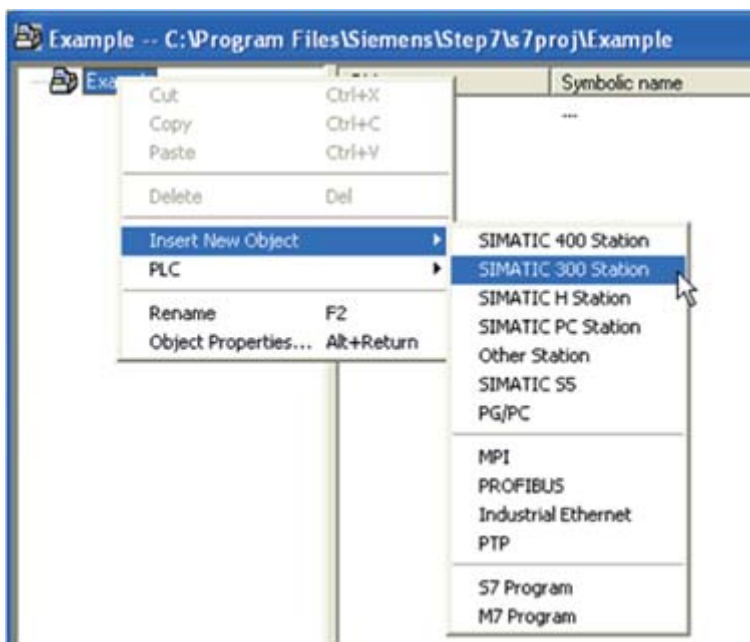 Example -- C:\Program Files\Siemens\Step7\s7proj\Example
Symbolic name
---
Cut Ctrl+X
Copy Ctrl+C
Paste Ctrl+V
Delete Del
Insert New Object
PLC
Rename F2
Object Properties... Alt+Return
SIMATIC 400 Station
SIMATIC 300 Station
SIMATIC H Station
SIMATIC PC Station
Other Station
SIMATIC S5
PG/PC
MPI
PROFIBUS
Industrial Ethernet
PTP
S7 Program
M7 Program